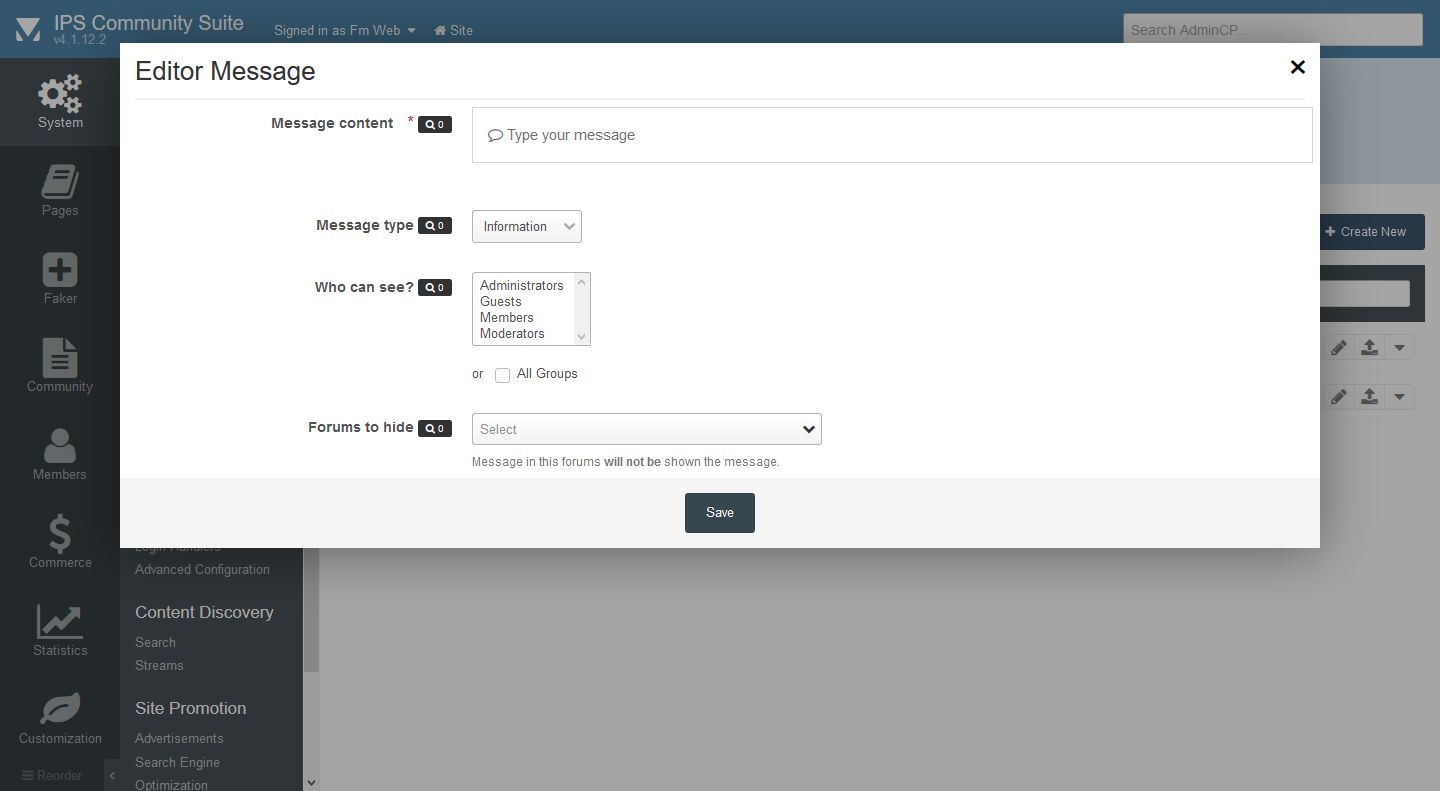 IPS Community Suite
v4.1.12.2
Signed in as Fm Web
Site
Search AdminCP...
Editor Message
Message content * 0
Type your message
Message type 0
Information
Who can see? 0
Administrators
Guests
Members
Moderators
or All Groups
Forums to hide 0
Select
Message in this forums will not be shown the message.
Save
Create New
System
Pages
Faker
Community
Members
Commerce
Statistics
Customization
Reorder
Login Handlers
Advanced Configuration
Content Discovery
Search
Streams
Site Promotion
Advertisements
Search Engine
Optimization